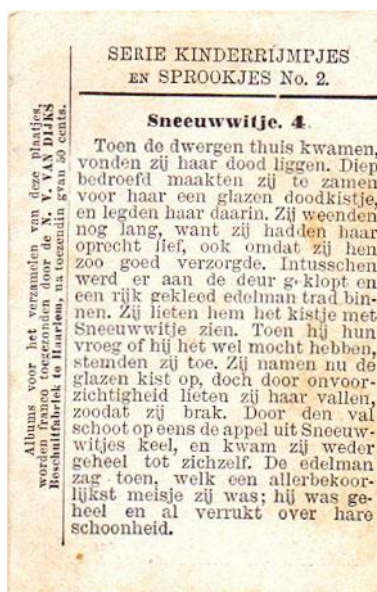 SERIE KINDERRIJMPJES
EN SPROOKJES No. 2.
Sneeuwwitje. 4.
Toen de dwergen thuis kwamen,
vonden zij haar dood liggen. Diep
bedroefd maakten zij te zamen
voor haar een glazen doodkistje,
en legden haar daarin. Zij weenden
nog lang, want zij hadden haar
oprecht lief, ook omdat zij hen
zoo goed verzorgde. Intusschen
werd er aan de deur geklopt en
een rijk gekleed edelman trad bin-
nen. Zij lieten hem het kistje met
Sneeuwwitje zien. Toen hij hun
vroeg of hij het wel mocht hebben,
stemden zij toe. Zij namen nu de
glazen kist op, doch door onvoor-
zichtigheid lieten zij haar vallen,
zoodat zij brak. Door den val
schoot op eens de appel uit Sneeuw-
witjes keel, en kwam zij weder
geheel tot zichzelf. De edelman
zag toen, welk een allerbekoor-
lijkst meisje zij was; hij was ge-
heel en al verrukt over hare
schoonheid.
Albums voor het verzamelen van deze plaatjes,
worden franco toegezonden door de N. V. VAN DIJKS
Beschuitfabriek te Haarlem, na toezendin gvan 50 cents.